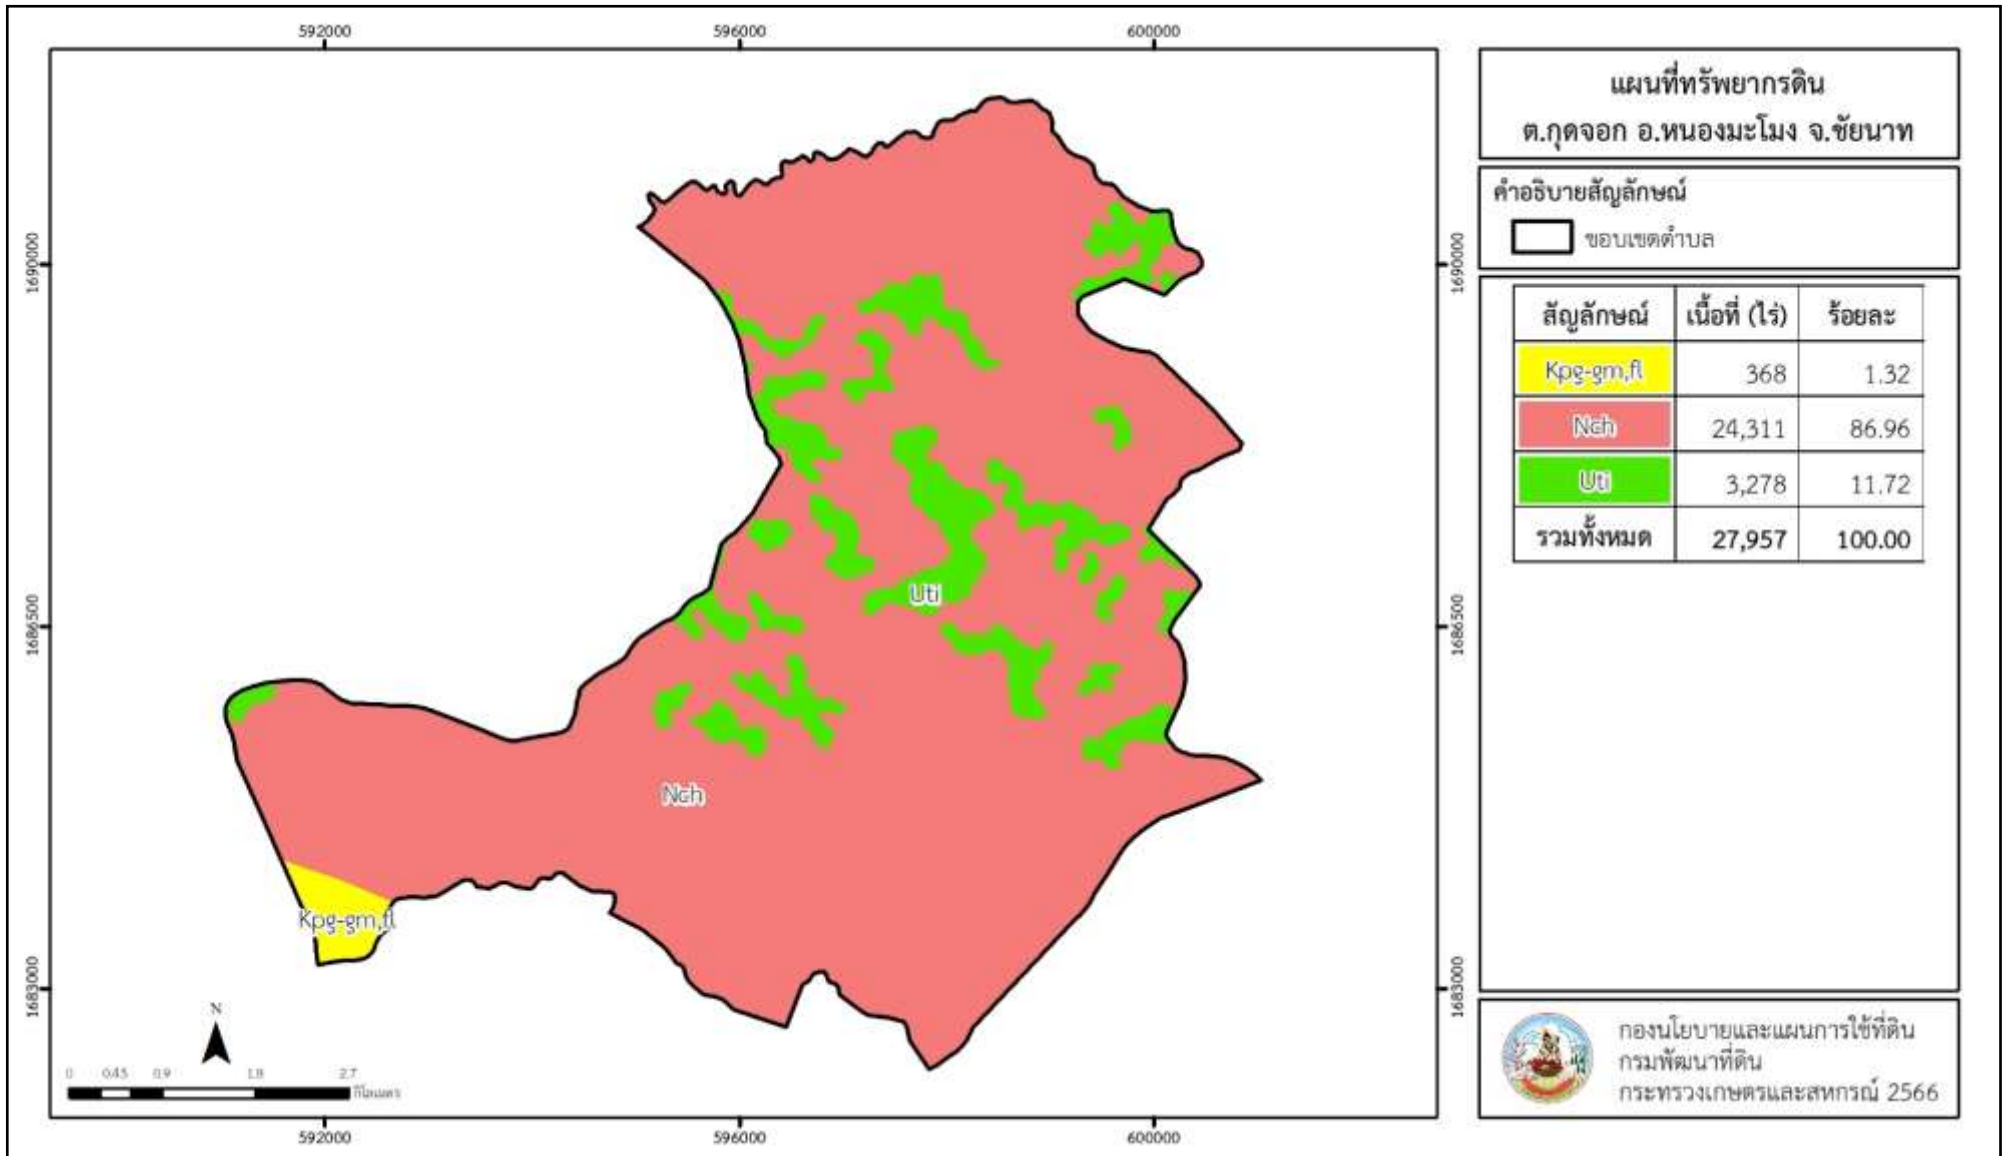 592000 596000 600000
1690000 1690000
1686500 1686500
1683000 1683000
Uti
Nch
Kpg-gm,fl
N
0 0.45 0.9 1.8 2.7
กิโลเมตร
592000 596000 600000
แผนที่ทรัพยากรดิน
ต.กุดจอก อ.หนองมะโมง จ.ชัยนาท
คำอธิบายสัญลักษณ์
ขอบเขตตำบล
สัญลักษณ์ เนื้อที่ (ไร่) ร้อยละ
Kpg-gm,fl 368 1.32
Nch 24,311 86.96
Uti 3,278 11.72
รวมทั้งหมด 27,957 100.00
กองนโยบายและแผนการใช้ที่ดิน
กรมพัฒนาที่ดิน
กระทรวงเกษตรและสหกรณ์ 2566